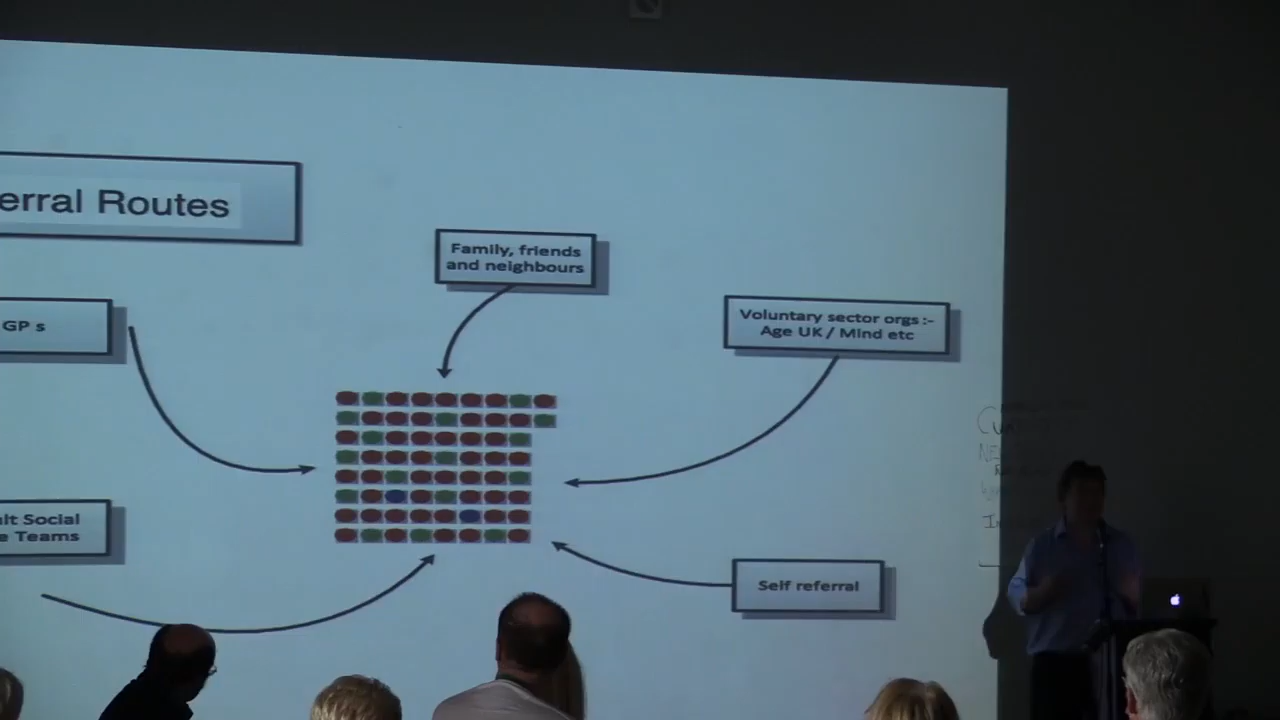 erral Routes
Family, friends
and neighbours
GP s
Voluntary sector orgs :-
Age UK / Mind etc
ult Social
e Teams
Self referral